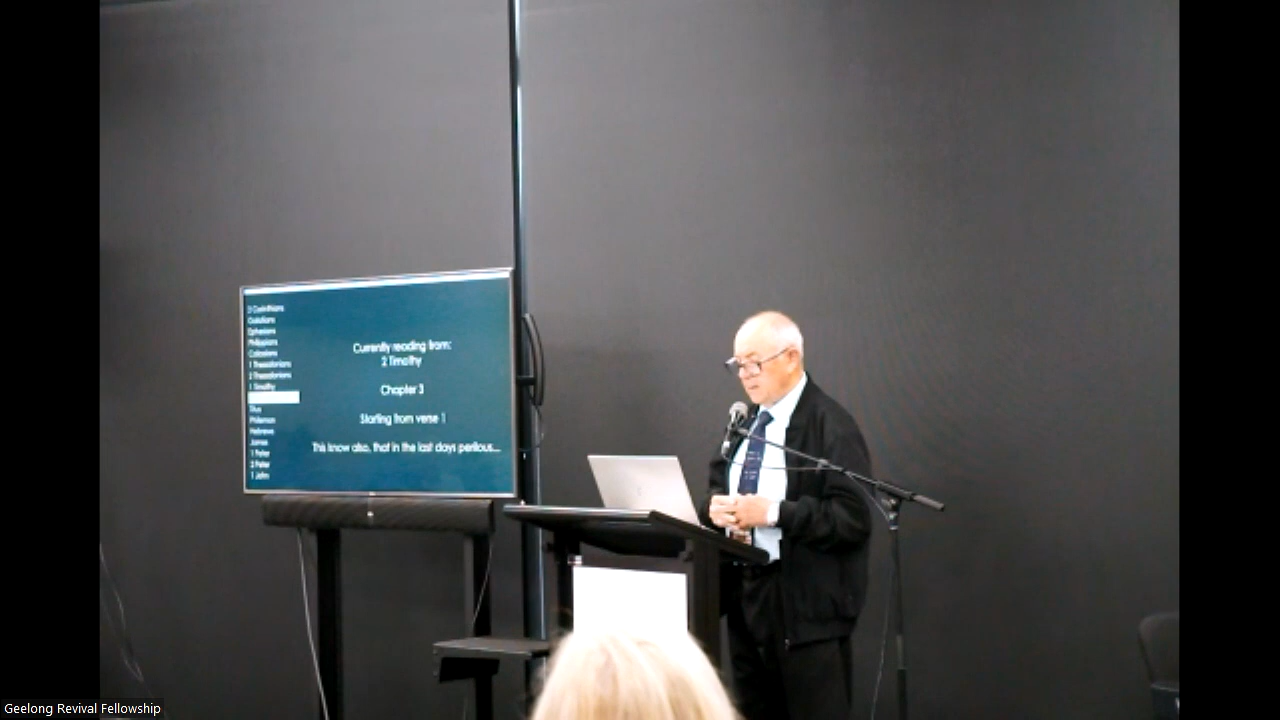 2 Corinthians
Galatians
Ephesians
Philippians
Colossians
1 Thessalonians
2 Thessalonians
1 Timothy
Titus
Philemon
Hebrews
James
1 Peter
2 Peter
1 John
Currently reading from:
2 Timothy
Chapter 3
Starting from verse 1
This know also, that in the last days perilous...
Geelong Revival Fellowship